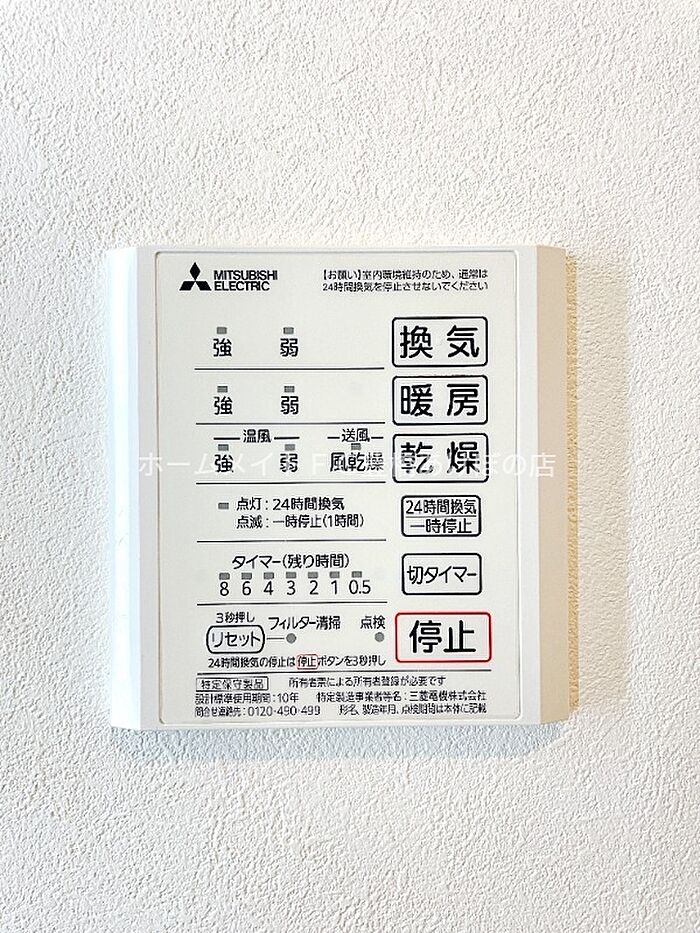 MITSUBISHI
ELECTRIC
【お願い】室内環境維持のため、通常は
24時間換気を停止させないでください
強 弱 換気
強 弱 暖房
温風 送風
強 弱 風乾燥 乾燥
点灯:24時間換気
点滅:一時停止(1時間)
24時間換気
一時停止
タイマー(残り時間)
8 6 4 3 2 1 0.5
切タイマー
3秒押し
リセット フィルター清掃 点検
停止
24時間換気の停止は 停止 ボタンを3秒押し
特定保守製品 所有者票による所有者登録が必要です
設計標準使用期間:10年 特定製造事業者等名:三菱電機株式会社
問合せ連絡先:0120-490-499 形名、製造年月、点検期間は本体に記載
ホームメイト
の店